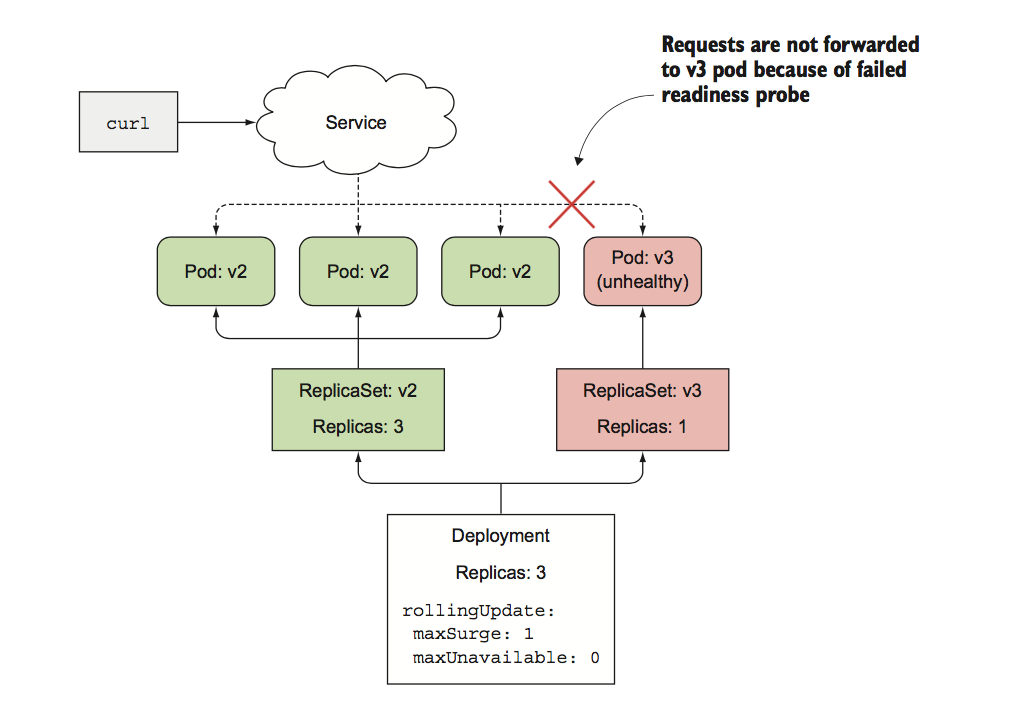 Requests are not forwarded
to v3 pod because of failed
readiness probe
curl
Service
Pod: v2
Pod: v2
Pod: v2
Pod: v3
(unhealthy)
ReplicaSet: v2
Replicas: 3
ReplicaSet: v3
Replicas: 1
Deployment
Replicas: 3
rollingUpdate:
maxSurge: 1
maxUnavailable: 0